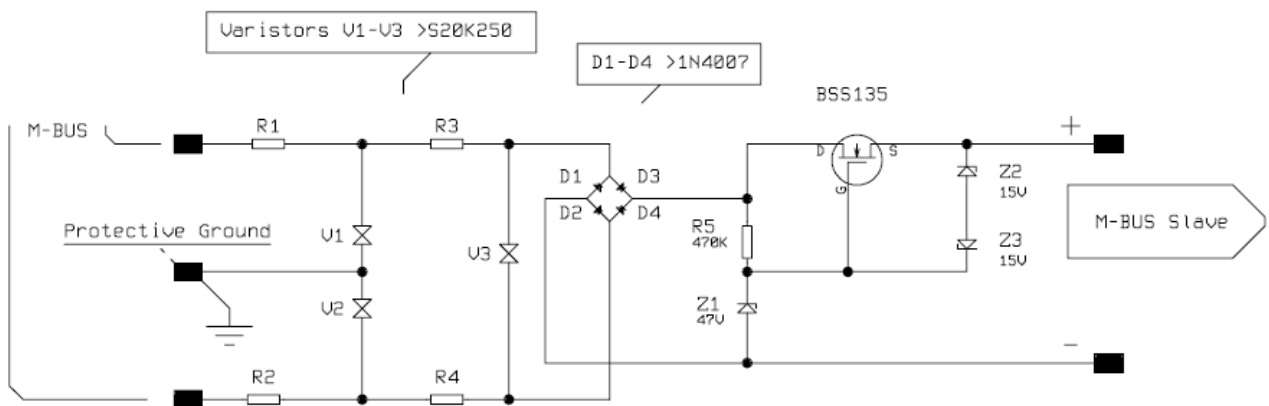 Varistors V1-V3 >S20K250
D1-D4 >1N4007
BSS135
M-BUS
R1
R3
D
S
+
G
D1
D3
D2
D4
Z2
15V
Z3
15V
M-BUS Slave
Protective Ground
V1
V3
R5
470K
V2
Z1
47V
-
R2
R4